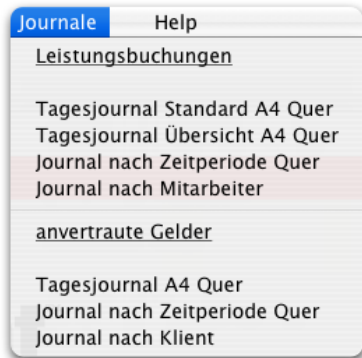 Journale Help
Leistungsbuchungen
Tagesjournal Standard A4 Quer
Tagesjournal Übersicht A4 Quer
Journal nach Zeitperiode Quer
Journal nach Mitarbeiter
anvertraute Gelder
Tagesjournal A4 Quer
Journal nach Zeitperiode Quer
Journal nach Klient